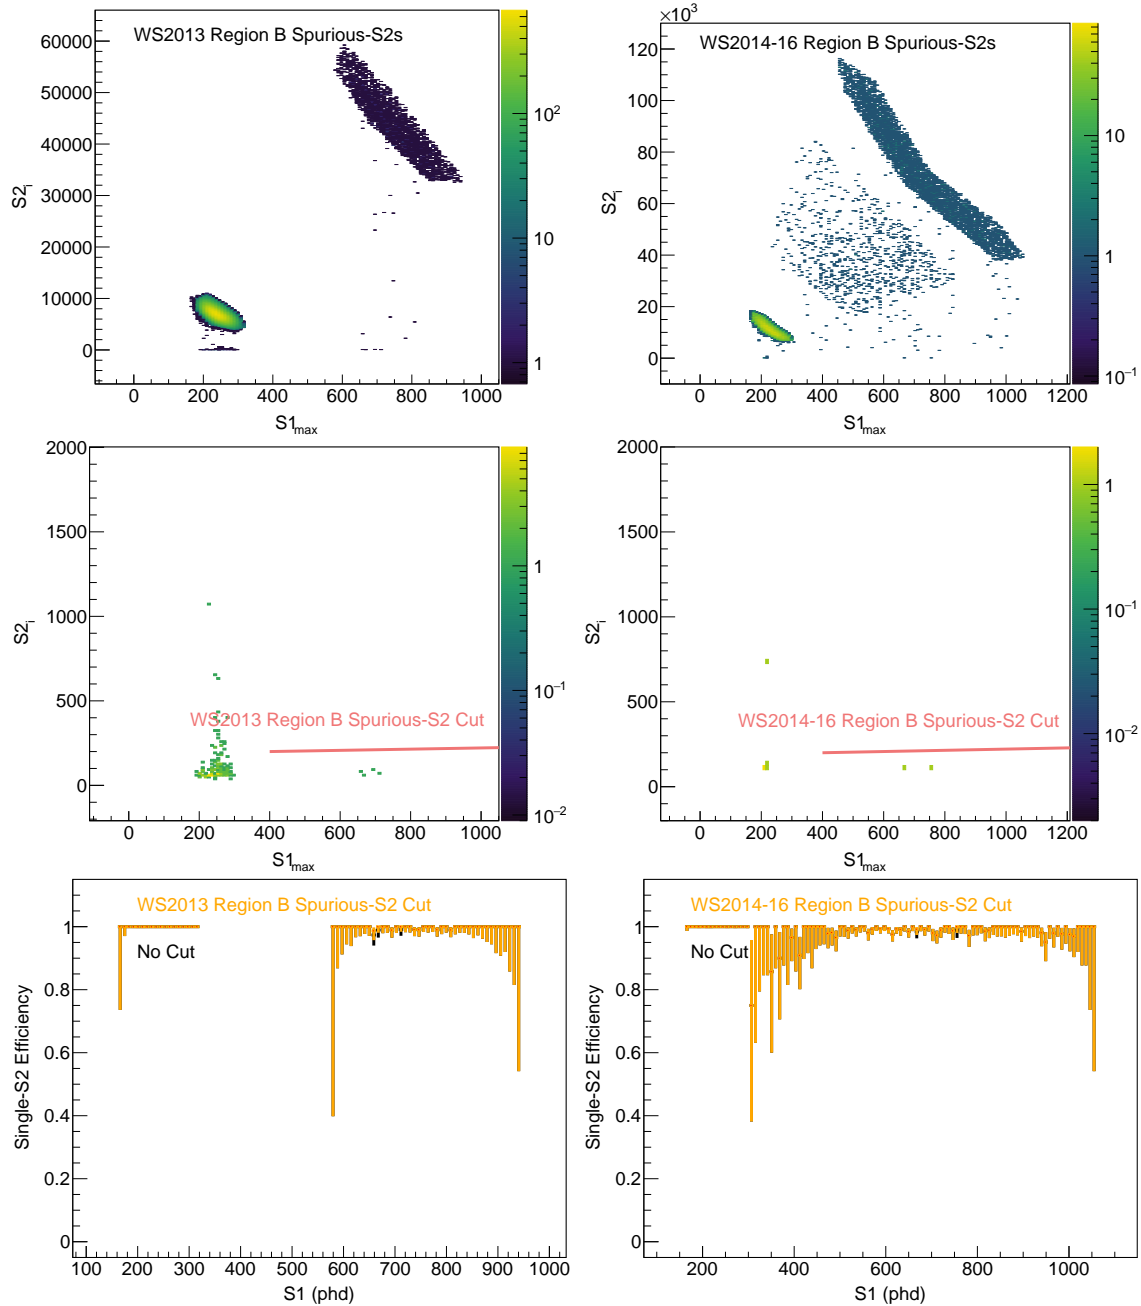 WS2013 Region B Spurious-S2s
60000
50000
40000
30000
20000
10000
0
S2i
0 200 400 600 800 1000
S1max
10²
10
1
×10³
WS2014-16 Region B Spurious-S2s
120
100
80
60
40
20
0
S2i
0 200 400 600 800 1000 1200
S1max
10
1
10⁻¹
2000
1500
1000
500
0
S2i
WS2013 Region B Spurious-S2 Cut
0 200 400 600 800 1000
S1max
1
10⁻¹
10⁻²
2000
1500
1000
500
0
S2i
WS2014-16 Region B Spurious-S2 Cut
0 200 400 600 800 1000 1200
S1max
1
10⁻¹
10⁻²
WS2013 Region B Spurious-S2 Cut
No Cut
1
0.8
0.6
0.4
0.2
0
Single-S2 Efficiency
100 200 300 400 500 600 700 800 900 1000
S1 (phd)
WS2014-16 Region B Spurious-S2 Cut
No Cut
1
0.8
0.6
0.4
0.2
0
Single-S2 Efficiency
200 400 600 800 1000
S1 (phd)